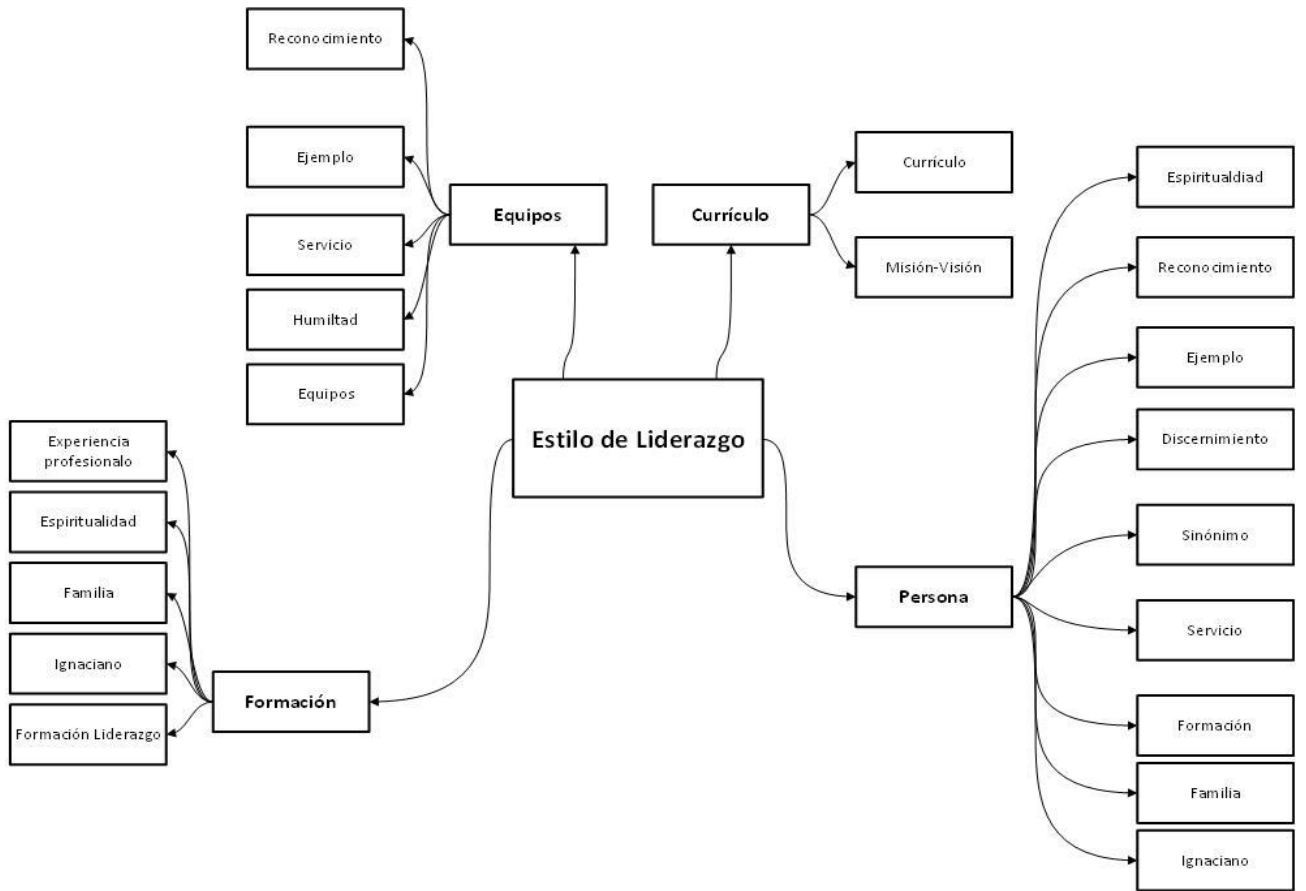 Reconocimiento
Ejemplo
Servicio
Humiltad
Equipos
Equipos
Currículo
Currículo
Misión-Visión
Estilo de Liderazgo
Experiencia
profesionalo
Espiritualidad
Familia
Ignaciano
Formación Liderazgo
Formación
Persona
Espiritualdiad
Reconocimiento
Ejemplo
Discernimiento
Sinónimo
Servicio
Formación
Familia
Ignaciano